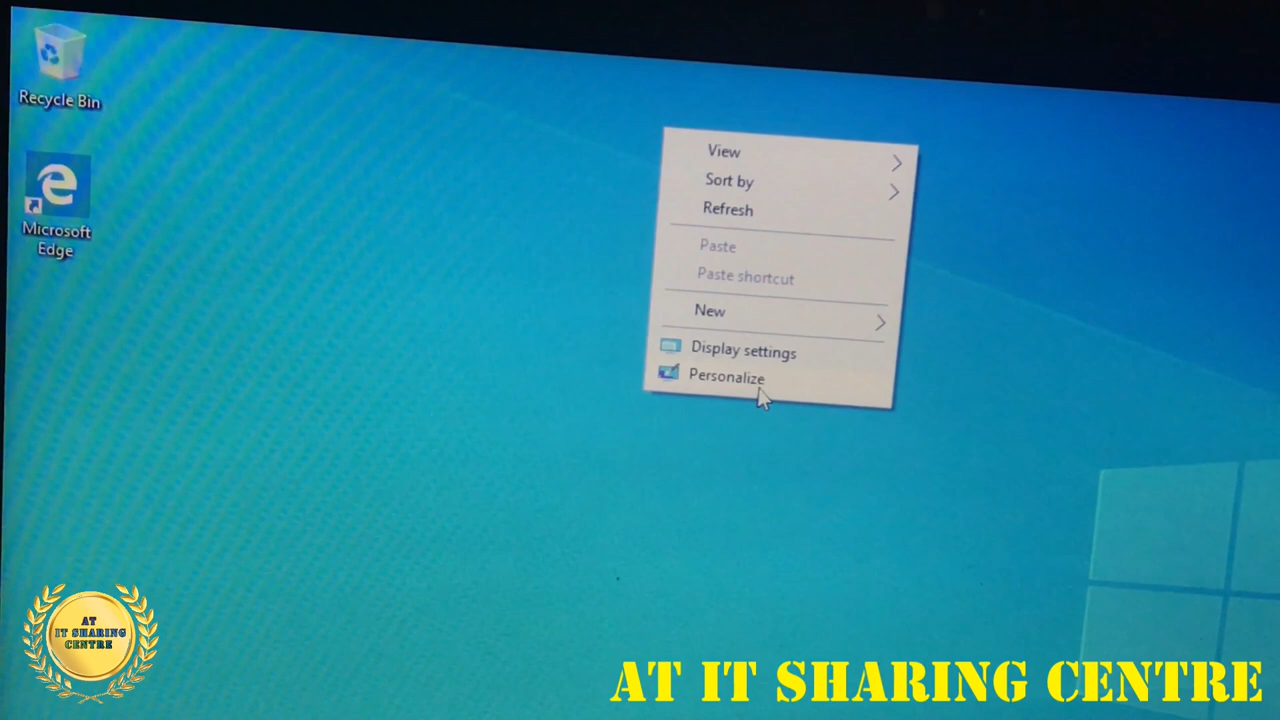 Recycle Bin
Microsoft
Edge
View
Sort by
Refresh
Paste
Paste shortcut
New
Display settings
Personalize
AT
IT SHARING
CENTRE
AT IT SHARING CENTRE